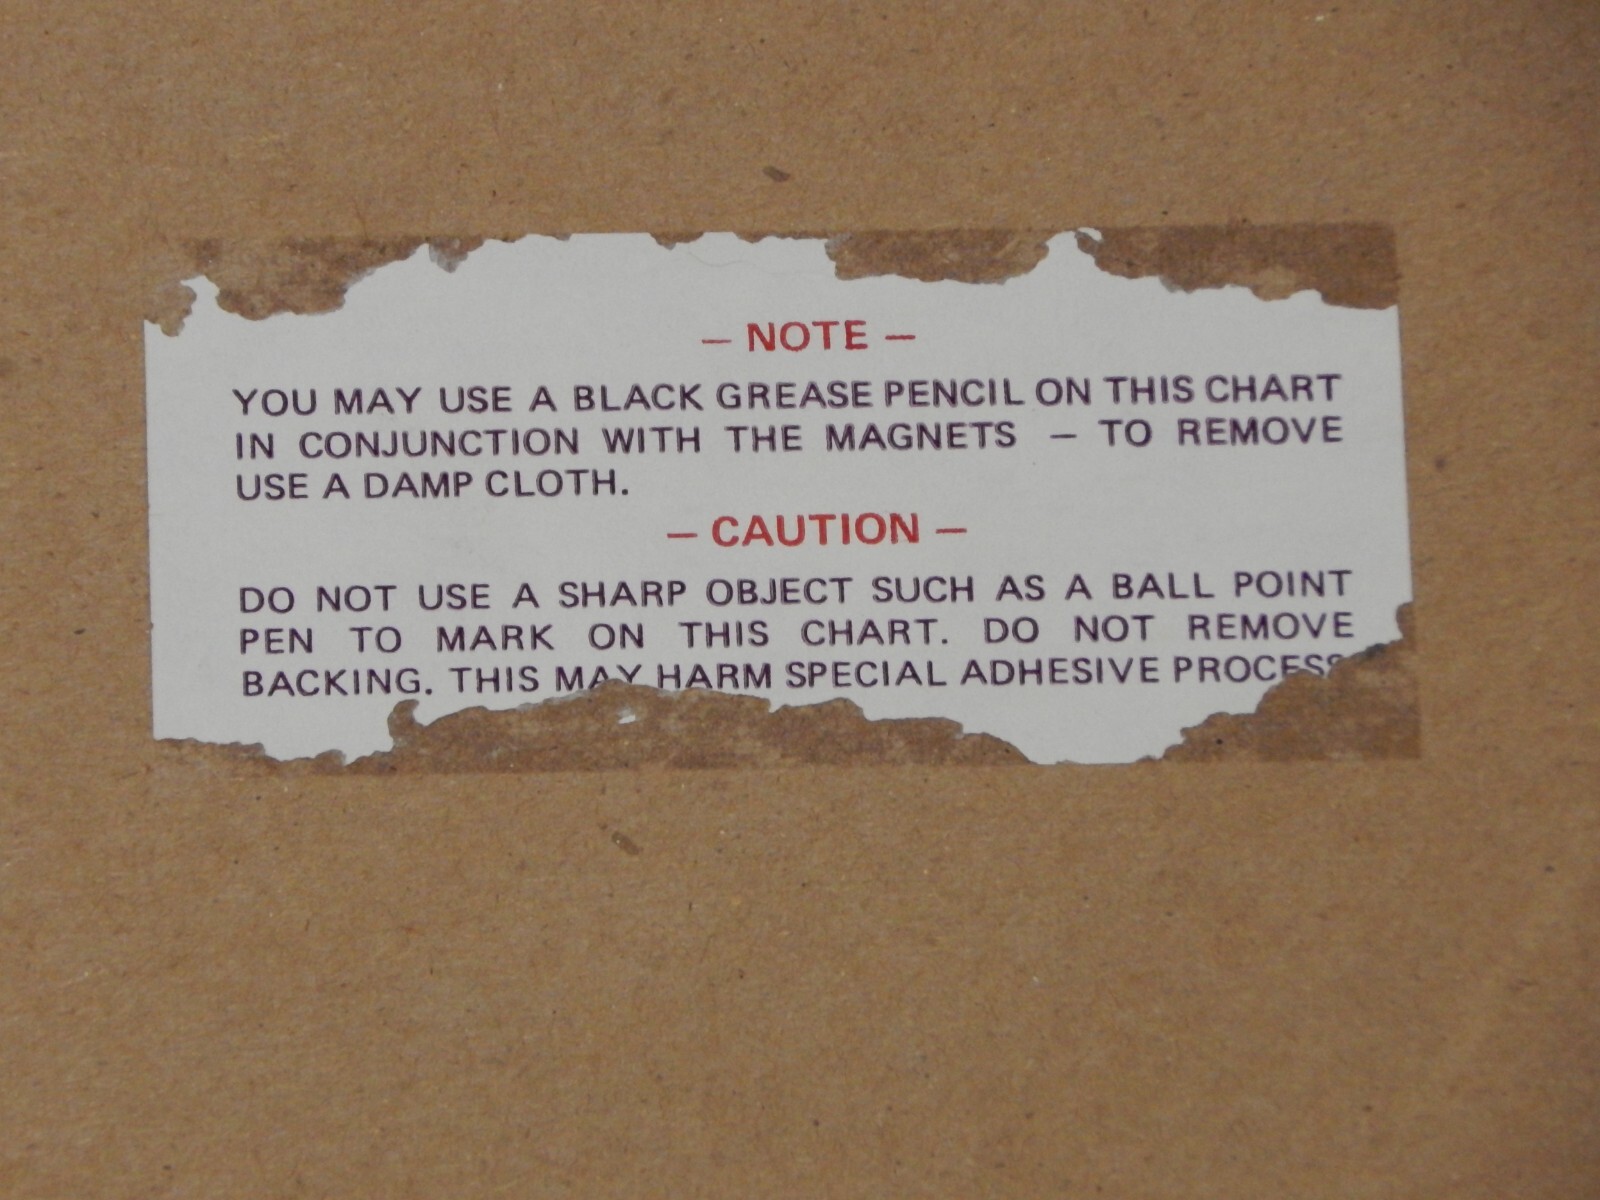 — NOTE —
YOU MAY USE A BLACK GREASE PENCIL ON THIS CHART
IN CONJUNCTION WITH THE MAGNETS — TO REMOVE
USE A DAMP CLOTH.
— CAUTION —
DO NOT USE A SHARP OBJECT SUCH AS A BALL POINT
PEN TO MARK ON THIS CHART. DO NOT REMOVE
BACKING. THIS MAY HARM SPECIAL ADHESIVE PROCESS